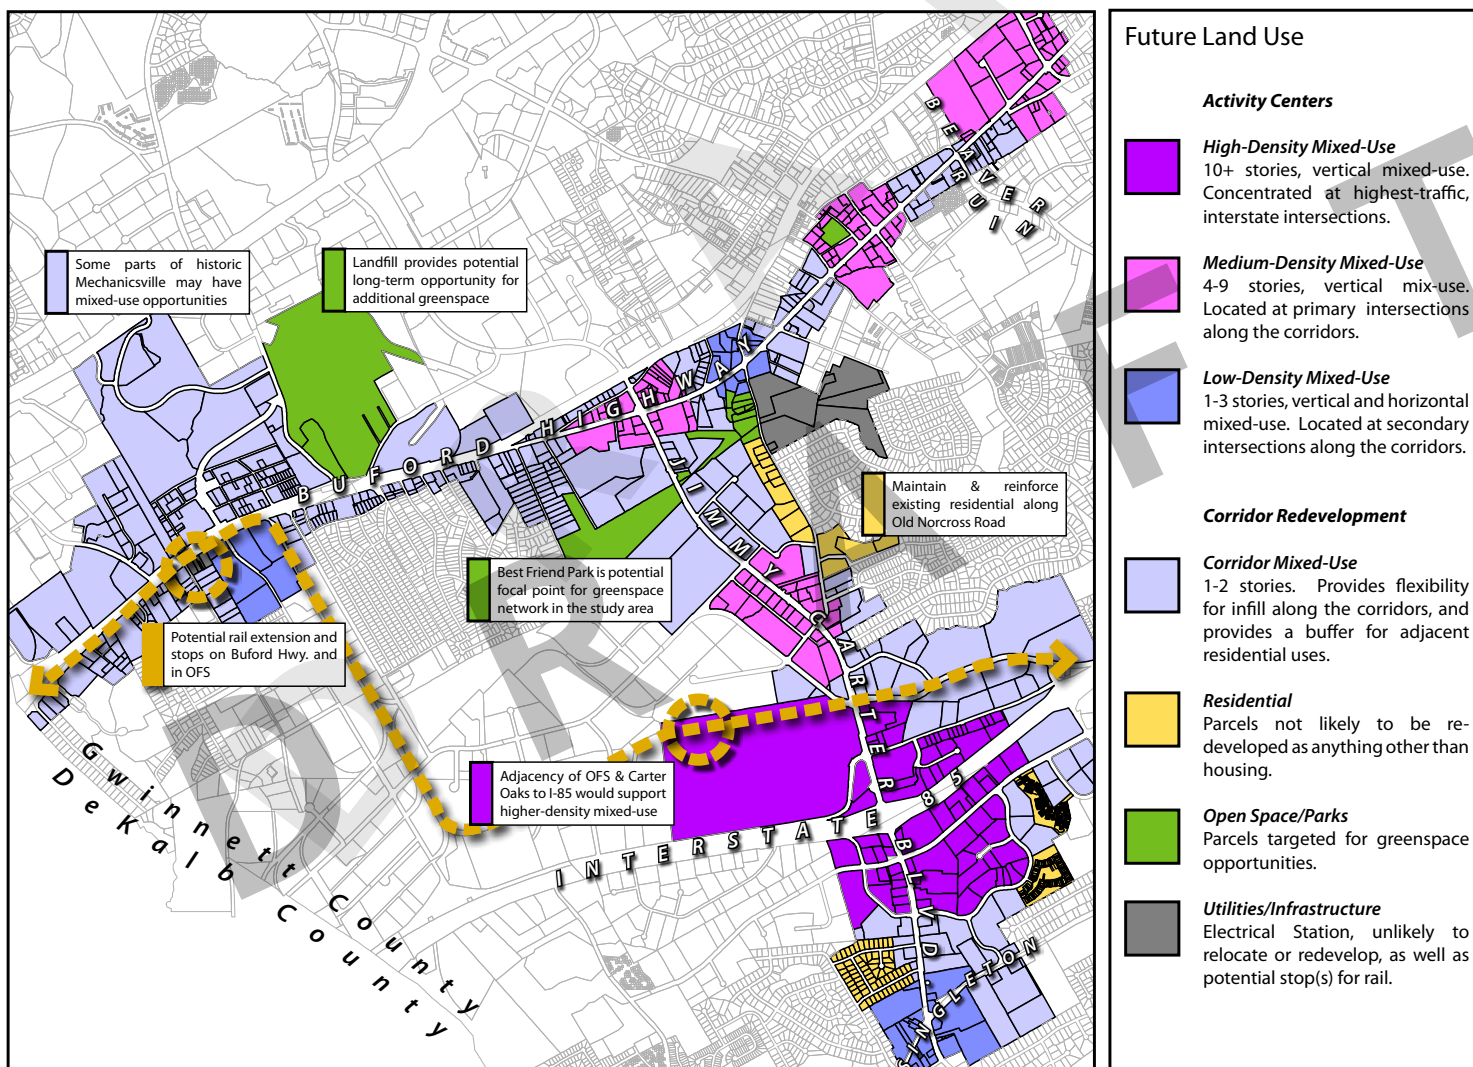 Some parts of historic
Mechanicsville may have
mixed-use opportunities
Landfill provides potential
long-term opportunity for
additional greenspace
BEAVER RUIN
BUFORD HIGHWAY
JIMMY CARTER BLVD
Maintain & reinforce
existing residential along
Old Norcross Road
Best Friend Park is potential
focal point for greenspace
network in the study area
Potential rail extension and
stops on Buford Hwy. and
in OFS
Adjacency of OFS & Carter
Oaks to I-85 would support
higher-density mixed-use
INTERSTATE 85
Gwinnett County
DeKalb County
SINGLETON
DRAFT
Future Land Use
Activity Centers
High-Density Mixed-Use
10+ stories, vertical mixed-use.
Concentrated at highest-traffic,
interstate intersections.
Medium-Density Mixed-Use
4-9 stories, vertical mix-use.
Located at primary intersections
along the corridors.
Low-Density Mixed-Use
1-3 stories, vertical and horizontal
mixed-use. Located at secondary
intersections along the corridors.
Corridor Redevelopment
Corridor Mixed-Use
1-2 stories. Provides flexibility
for infill along the corridors, and
provides a buffer for adjacent
residential uses.
Residential
Parcels not likely to be re-
developed as anything other than
housing.
Open Space/Parks
Parcels targeted for greenspace
opportunities.
Utilities/Infrastructure
Electrical Station, unlikely to
relocate or redevelop, as well as
potential stop(s) for rail.